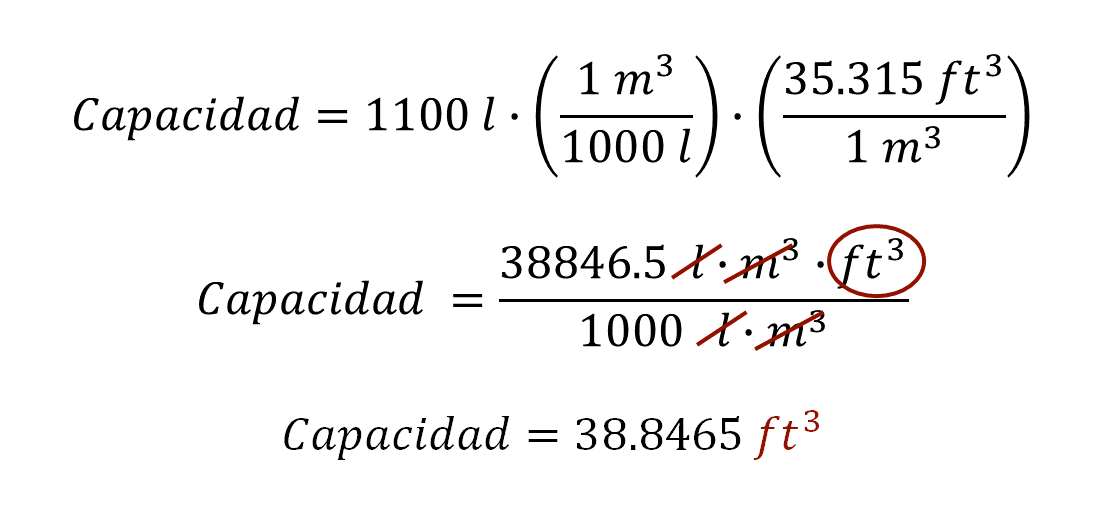 Capacidad = 1100 l · (1 m³ / 1000 l) · (35.315 ft³ / 1 m³)
Capacidad = 38846.5 l · m³ · ft³ / 1000 l · m³
Capacidad = 38.8465 ft³